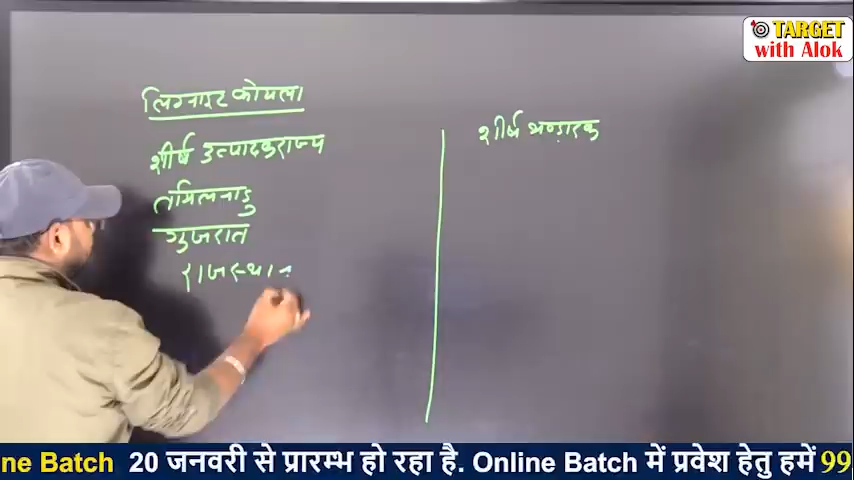 TARGET
with Alok
लिग्नाइट कोयला
शीर्ष उत्पादक राज्य
तमिलनाडु
गुजरात
राजस्थान
शीर्ष भण्डारक
ne Batch 20 जनवरी से प्रारम्भ हो रहा है. Online Batch में प्रवेश हेतु हमें 99